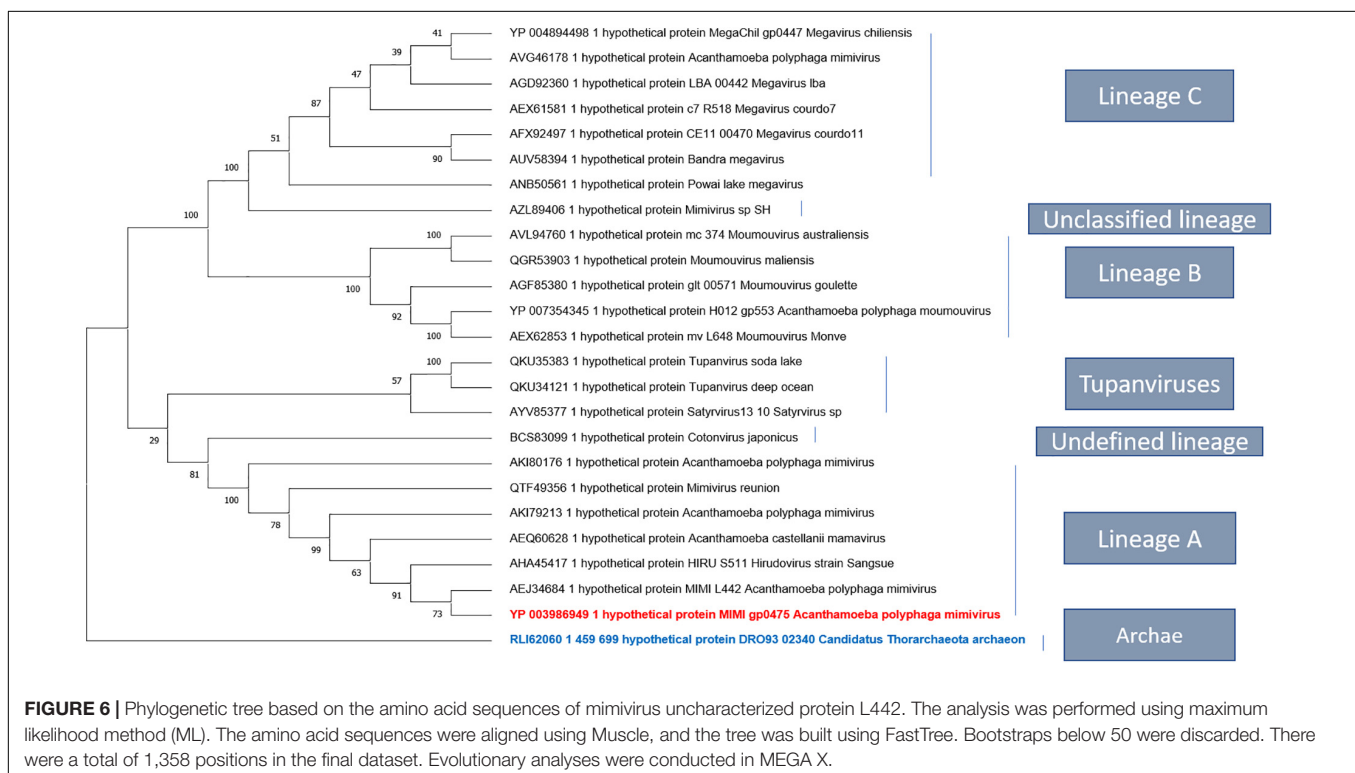 YP 004894498 1 hypothetical protein MegaChil gp0447 Megavirus chiliensis
AVG46178 1 hypothetical protein Acanthamoeba polyphaga mimivirus
AGD92360 1 hypothetical protein LBA 00442 Megavirus lba
AEX61581 1 hypothetical protein c7 R518 Megavirus courdo7
AFX92497 1 hypothetical protein CE11 00470 Megavirus courdo11
AUV58394 1 hypothetical protein Bandra megavirus
ANB50561 1 hypothetical protein Powai lake megavirus
Lineage C
AZL89406 1 hypothetical protein Mimivirus sp SH
Unclassified lineage
AVL94760 1 hypothetical protein mc 374 Moumouvirus australiensis
QGR53903 1 hypothetical protein Moumouvirus maliensis
AGF85380 1 hypothetical protein glt 00571 Moumouvirus goulette
YP 007354345 1 hypothetical protein H012 gp553 Acanthamoeba polyphaga moumouvirus
AEX62853 1 hypothetical protein mv L648 Moumouvirus Monve
Lineage B
QKU35383 1 hypothetical protein Tupanvirus soda lake
QKU34121 1 hypothetical protein Tupanvirus deep ocean
AYV85377 1 hypothetical protein Satyrvirus13 10 Satyrvirus sp
Tupanviruses
BCS83099 1 hypothetical protein Cotonvirus japonicus
Undefined lineage
AKI80176 1 hypothetical protein Acanthamoeba polyphaga mimivirus
QTF49356 1 hypothetical protein Mimivirus reunion
AKI79213 1 hypothetical protein Acanthamoeba polyphaga mimivirus
AEQ60628 1 hypothetical protein Acanthamoeba castellanii mamavirus
AHA45417 1 hypothetical protein HIRU S511 Hirudovirus strain Sangsue
AEJ34684 1 hypothetical protein MIMI L442 Acanthamoeba polyphaga mimivirus
YP 003986949 1 hypothetical protein MIMI gp0475 Acanthamoeba polyphaga mimivirus
Lineage A
RLI62060 1 459 699 hypothetical protein DRO93 02340 Candidatus Thorarchaeota archaeon
Archae
41
39
47
87
90
51
100
100
100
100
92
100
100
57
29
81
100
78
99
63
91
73
FIGURE 6 | Phylogenetic tree based on the amino acid sequences of mimivirus uncharacterized protein L442. The analysis was performed using maximum
likelihood method (ML). The amino acid sequences were aligned using Muscle, and the tree was built using FastTree. Bootstraps below 50 were discarded. There
were a total of 1,358 positions in the final dataset. Evolutionary analyses were conducted in MEGA X.